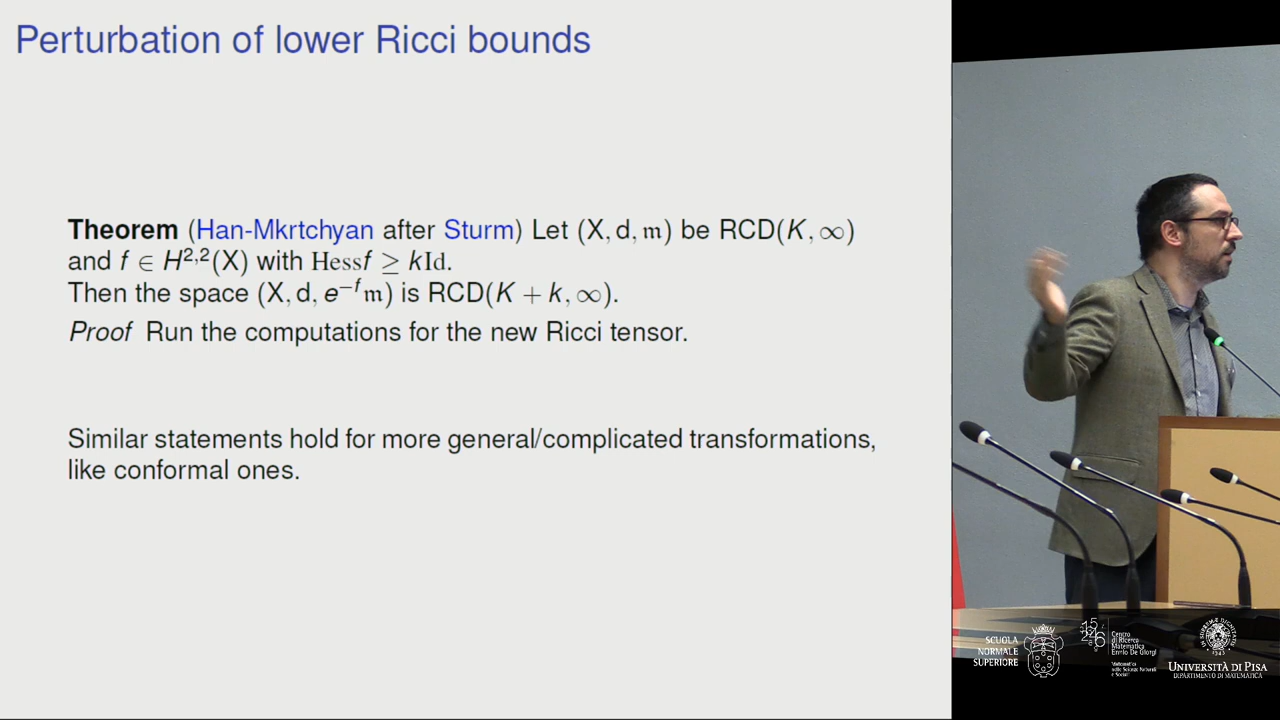 Perturbation of lower Ricci bounds
Theorem (Han-Mkrtchyan after Sturm) Let (X, d, 𝔪) be RCD(K, ∞)
and f ∈ H²,²(X) with Hessf ≥ kId.
Then the space (X, d, e⁻ᶠ𝔪) is RCD(K + k, ∞).
Proof Run the computations for the new Ricci tensor.
Similar statements hold for more general/complicated transformations,
like conformal ones.
SCUOLA
NORMALE
SUPERIORE
Centro
di Ricerca
Matematica
Ennio De Giorgi
UNIVERSITÀ DI PISA
DIPARTIMENTO DI MATEMATICA